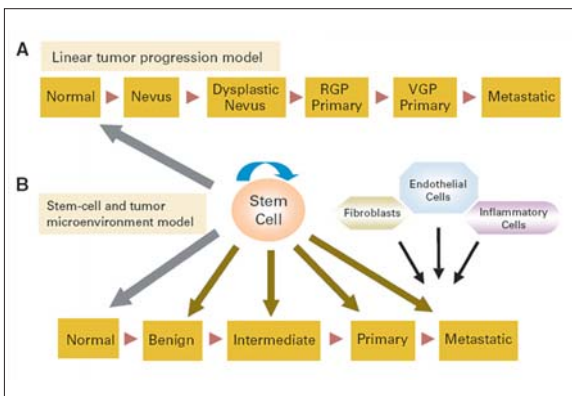 A
Linear tumor progression model
Normal
Nevus
Dysplastic
Nevus
RGP
Primary
VGP
Primary
Metastatic
B
Stem-cell and tumor
microenvironment model
Stem
Cell
Fibroblasts
Endothelial
Cells
Inflammatory
Cells
Normal
Benign
Intermediate
Primary
Metastatic